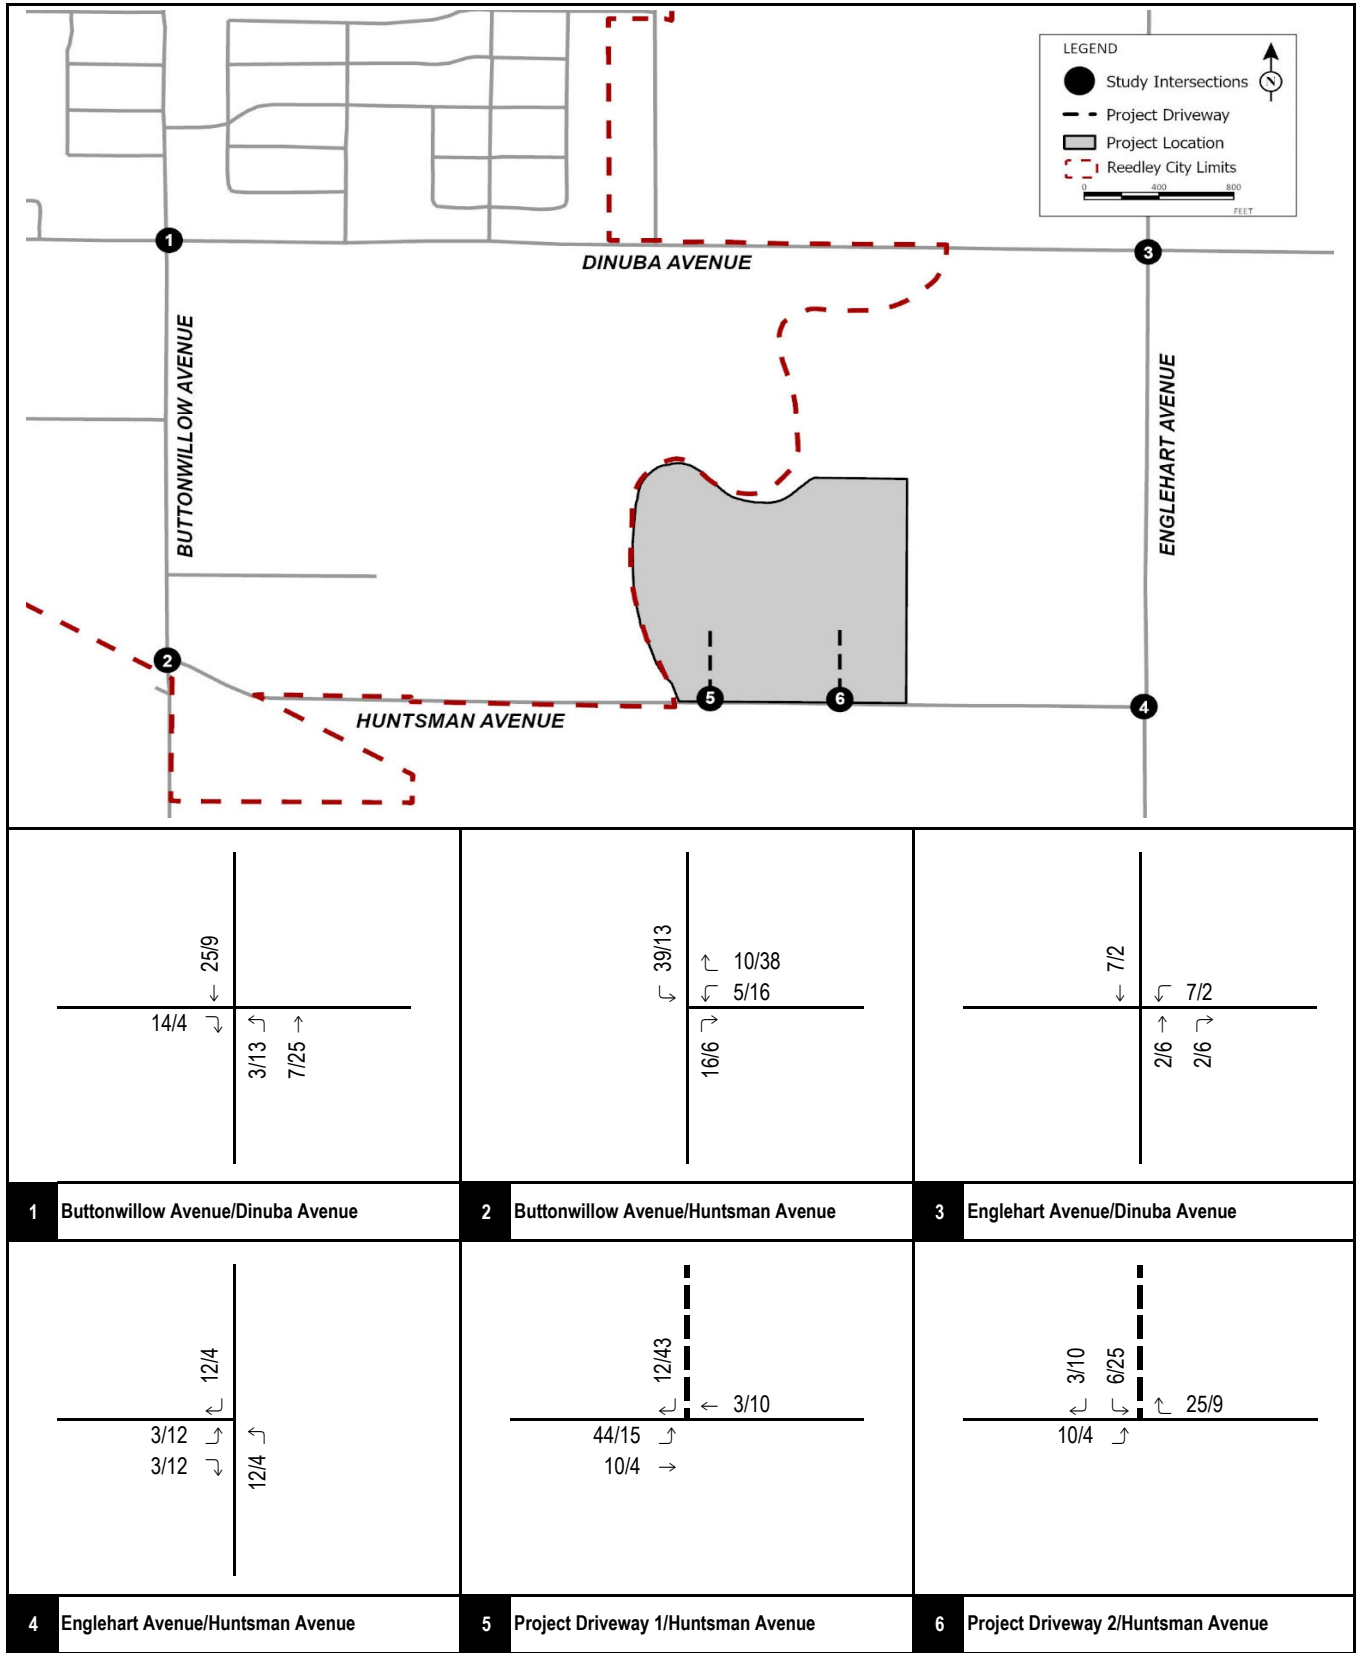 LEGEND
Study Intersections
N
Project Driveway
Project Location
Reedley City Limits
0 400 800
FEET
1
3
DINUBA AVENUE
BUTTONWILLOW AVENUE
ENGLEHART AVENUE
2
5
6
4
HUNTSMAN AVENUE
25/9
14/4
3/13
7/25
1 Buttonwillow Avenue/Dinuba Avenue
39/13
10/38
5/16
16/6
2 Buttonwillow Avenue/Huntsman Avenue
7/2
7/2
2/6
2/6
3 Englehart Avenue/Dinuba Avenue
12/4
3/12
3/12
12/4
4 Englehart Avenue/Huntsman Avenue
12/43
3/10
44/15
10/4
5 Project Driveway 1/Huntsman Avenue
3/10
6/25
25/9
10/4
6 Project Driveway 2/Huntsman Avenue